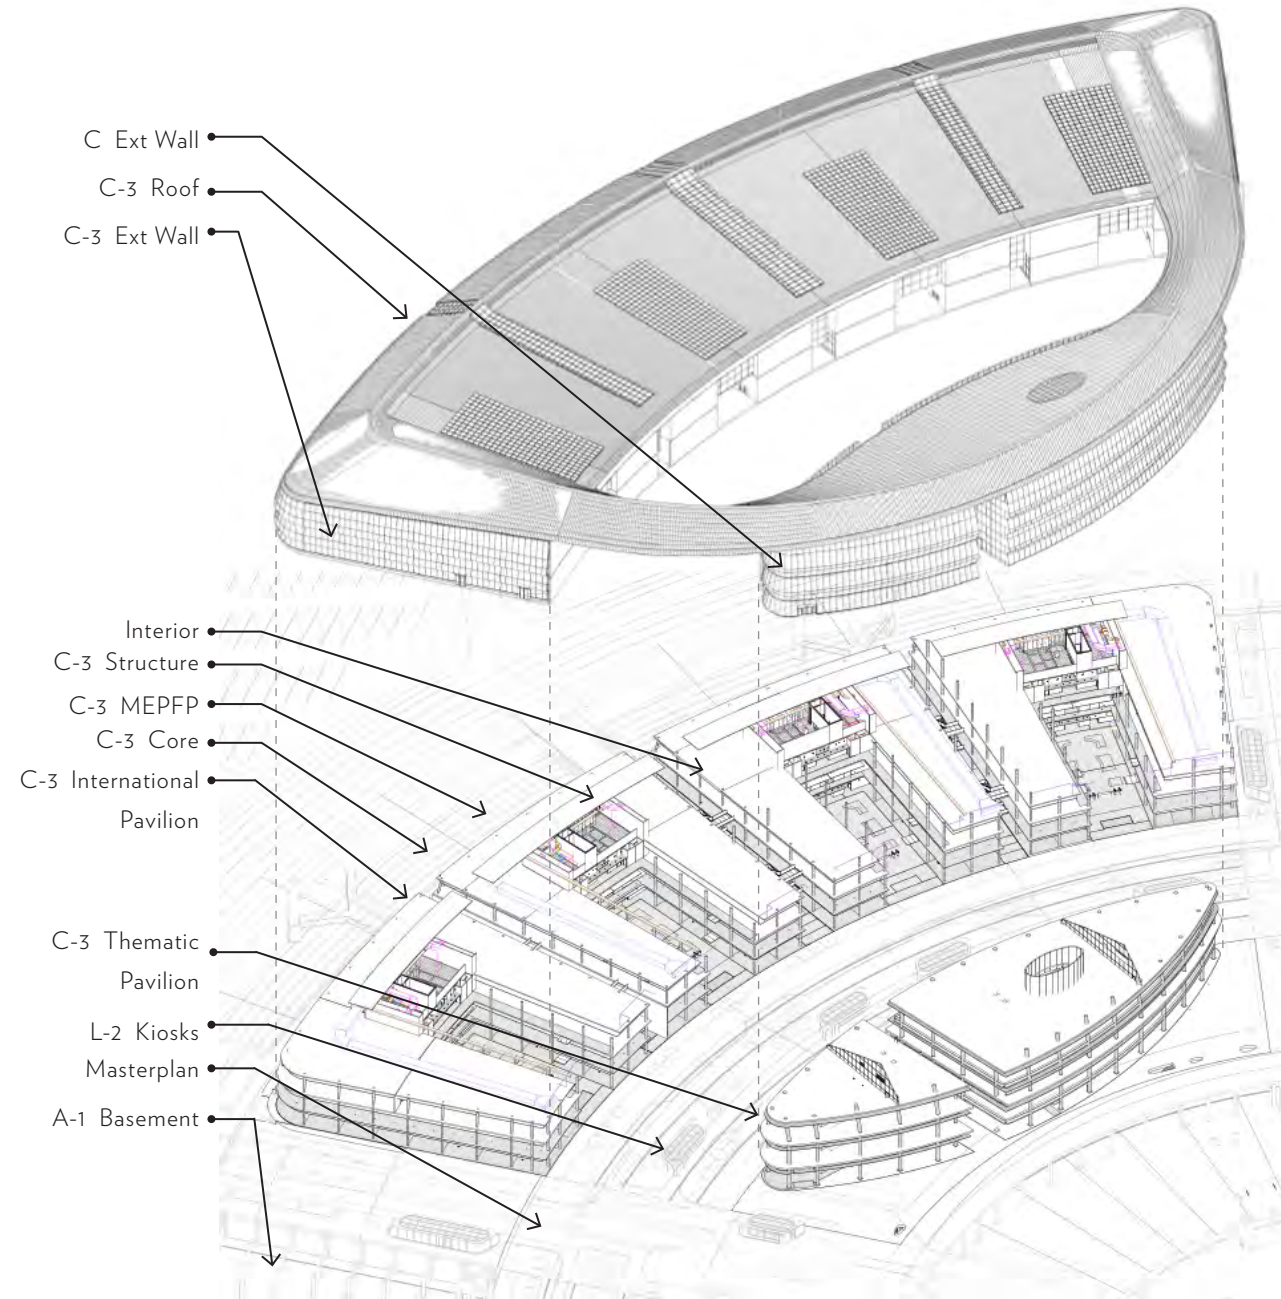 C Ext Wall
C-3 Roof
C-3 Ext Wall
Interior
C-3 Structure
C-3 MEPFP
C-3 Core
C-3 International
Pavilion
C-3 Thematic
Pavilion
L-2 Kiosks
Masterplan
A-1 Basement